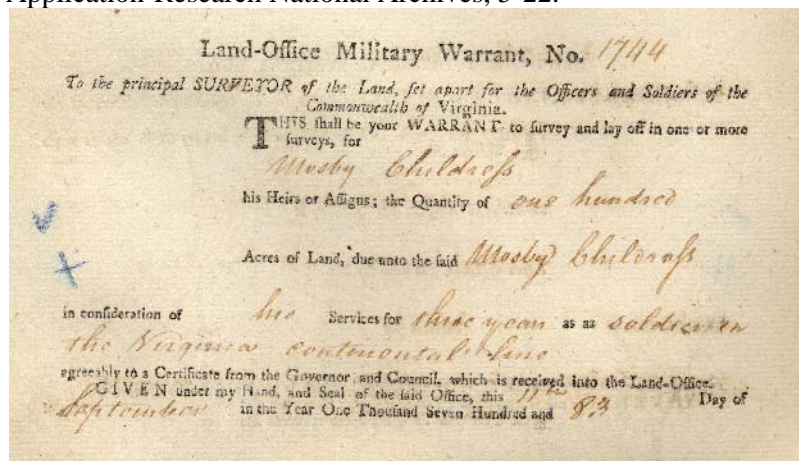 Application Research National Archives, 3-22.
Land-Office Military Warrant, No. 1744
To the principal SURVEYOR of the Land, ſet apart for the Officers and Soldiers of the
Commonwealth of Virginia.
THIS ſhall be your WARRANT to ſurvey and lay off in one or more
ſurveys, for
Mosby Childreſs
his Heirs or Aſſigns; the Quantity of one hundred
Acres of Land, due unto the ſaid Mosby Childreſs
in conſideration of his Services for three years as a soldier in
the Virginia continental line
agreeably to a Certificate from the Governor and Council, which is received into the Land-Office.
GIVEN under my Hand, and Seal of the ſaid Office, this 11th Day of
September in the Year One Thouſand Seven Hundred and 83